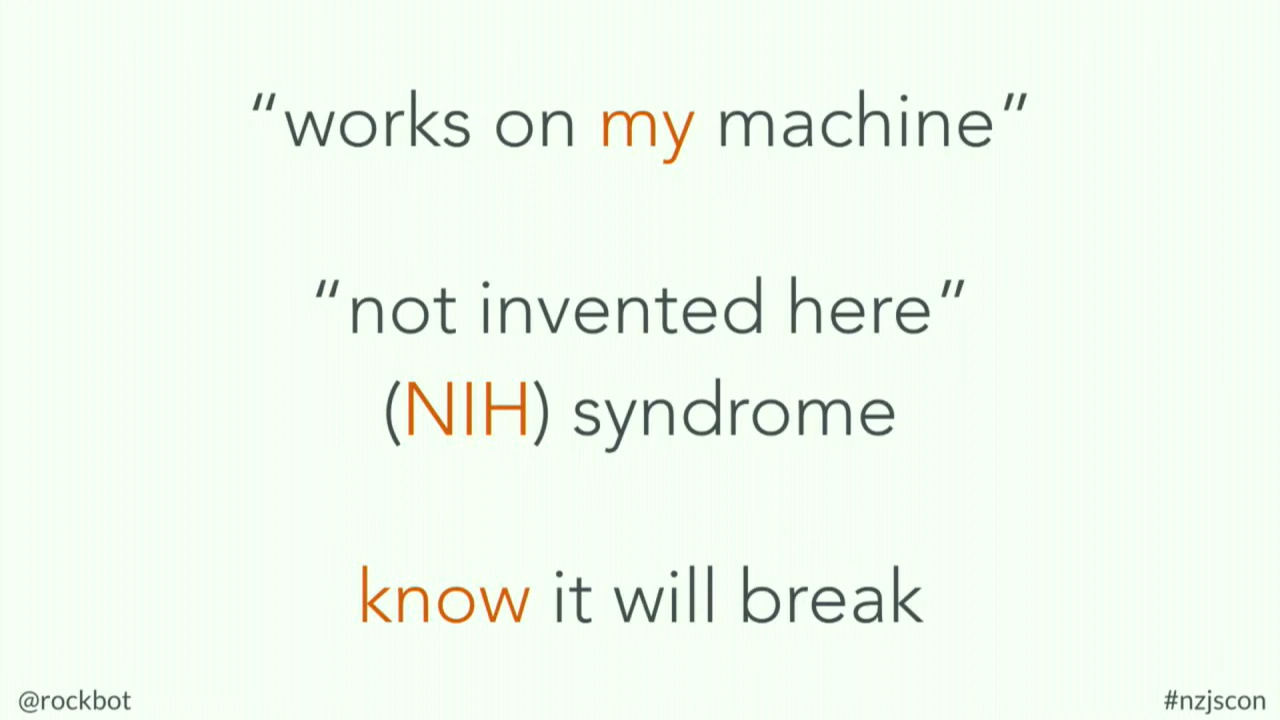 “works on my machine”
“not invented here”
(NIH) syndrome
know it will break
@rockbot
#nzjscon